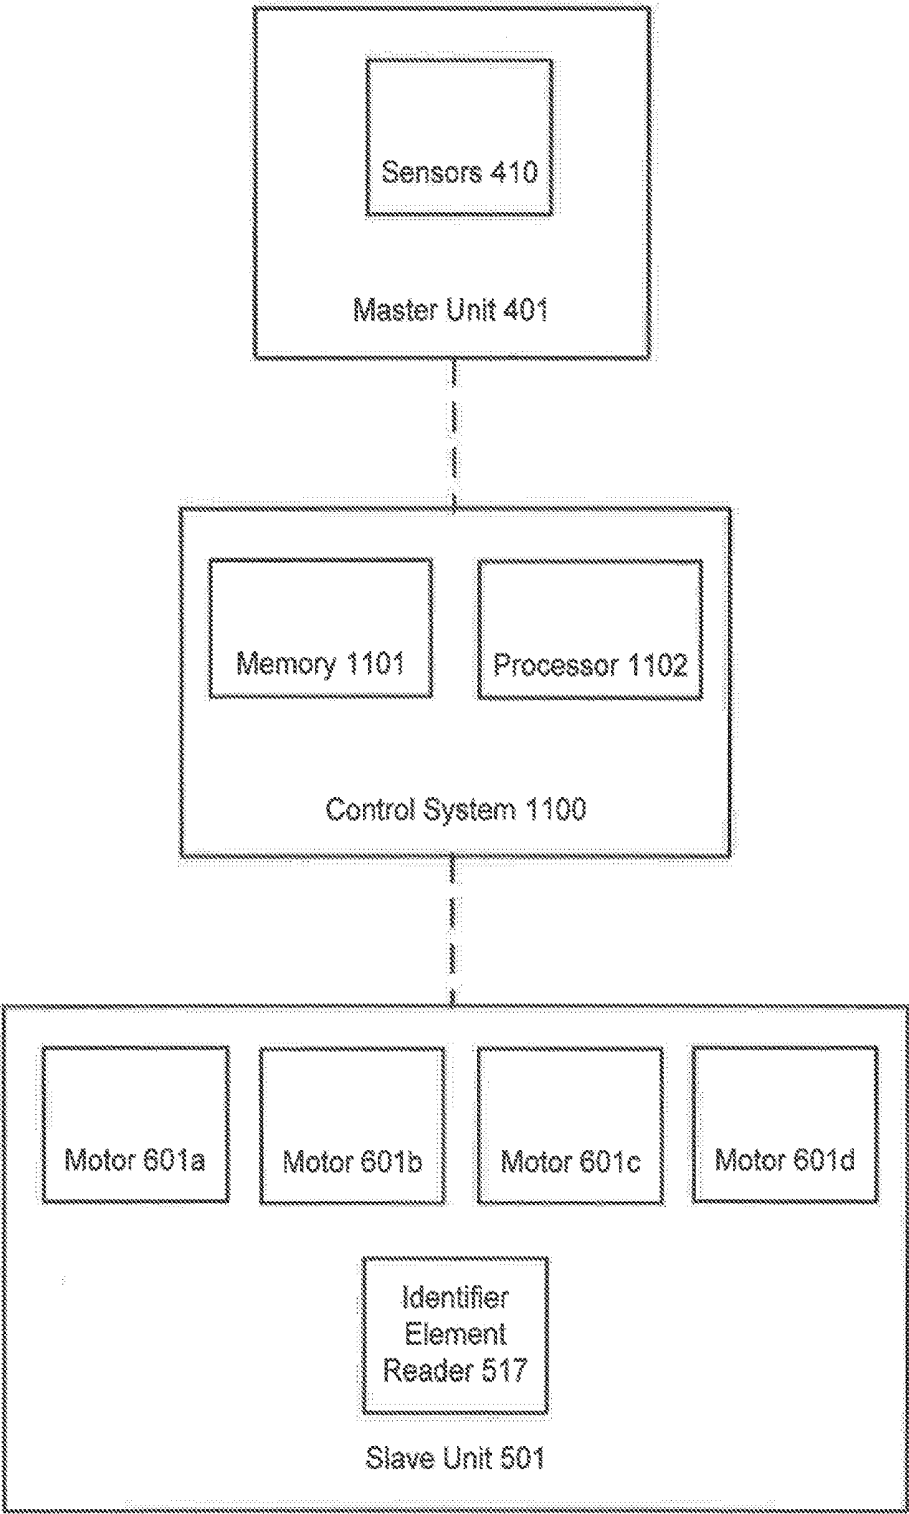 Sensors 410
Master Unit 401
Memory 1101
Processor 1102
Control System 1100
Motor 601a
Motor 601b
Motor 601c
Motor 601d
Identifier
Element
Reader 517
Slave Unit 501